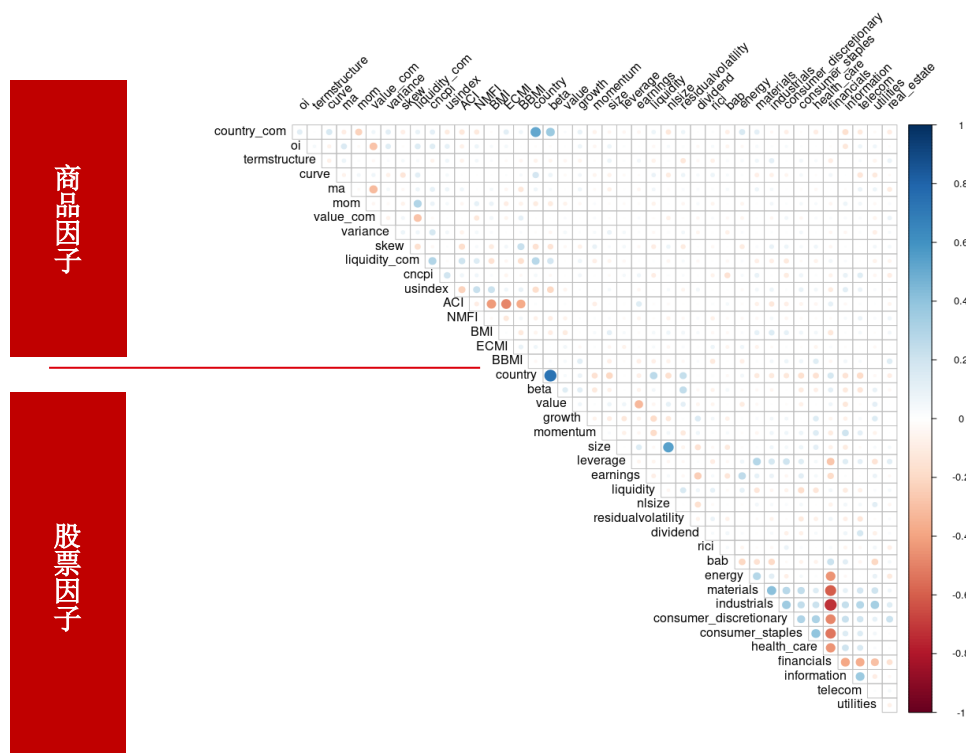 商品因子
股票因子
oi
termstructure
curve
ma
mom
value_com
variance
skew
liquidity_com
cncpi
usindex
ACI
NMFI
BMI
ECMI
BBMI
country
beta
value
growth
momentum
size
leverage
earnings
liquidity
nlsize
residualvolatility
dividend
rici
bab
energy
materials
industrials
consumer_discretionary
consumer_staples
health_care
financials
information
telecom
utilities
real_estate
country_com
oi
termstructure
curve
ma
mom
value_com
variance
skew
liquidity_com
cncpi
usindex
ACI
NMFI
BMI
ECMI
BBMI
country
beta
value
growth
momentum
size
leverage
earnings
liquidity
nlsize
residualvolatility
dividend
rici
bab
energy
materials
industrials
consumer_discretionary
consumer_staples
health_care
financials
information
telecom
utilities
1
0.8
0.6
0.4
0.2
0
-0.2
-0.4
-0.6
-0.8
-1